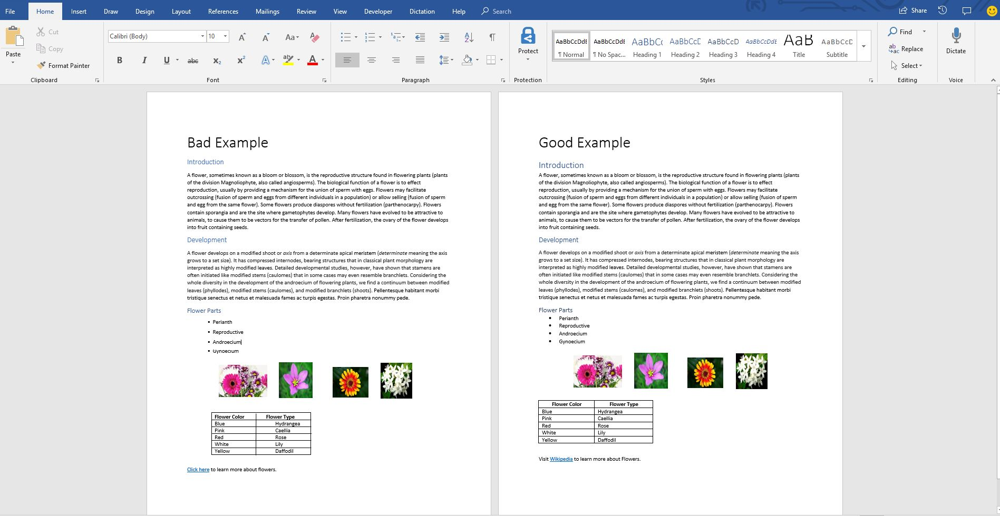 File Home Insert Draw Design Layout References Mailings Review View Developer Dictation Help Search Share
Cut
Copy
Paste
Format Painter
Clipboard
Calibri (Body) 10
Aa
B I U abc x₂ x² A ab A
Font
Paragraph
Protect
Protection
AaBbCcDdE AaBbCcDdE AaBbCc AaBbCcD AaBbCcD AaBbCcDdE AaB AaBbCcD
¶ Normal ¶ No Spac... Heading 1 Heading 2 Heading 3 Heading 4 Title Subtitle
Styles
Find
Replace
Select
Editing
Dictate
Voice
Bad Example
Introduction
A flower, sometimes known as a bloom or blossom, is the reproductive structure found in flowering plants (plants
of the division Magnoliophyte, also called angiosperms). The biological function of a flower is to effect
reproduction, usually by providing a mechanism for the union of sperm with eggs. Flowers may facilitate
outcrossing (fusion of sperm and eggs from different individuals in a population) or allow selling (fusion of sperm
and egg from the same flower). Some flowers produce diaspores without fertilization (parthenocarpy). Flowers
contain sporangia and are the site where gametophytes develop. Many flowers have evolved to be attractive to
animals, to cause them to be vectors for the transfer of pollen. After fertilization, the ovary of the flower develops
into fruit containing seeds.
Development
A flower develops on a modified shoot or axis from a determinate apical meristem (determinate meaning the axis
grows to a set size). It has compressed internodes, bearing structures that in classical plant morphology are
interpreted as highly modified leaves. Detailed developmental studies, however, have shown that stamens are
often initiated like modified stems (caulomes) that in some cases may even resemble branchlets. Considering the
whole diversity in the development of the androecium of flowering plants, we find a continuum between modified
leaves (phyllodes), modified stems (caulomes), and modified branchlets (shoots). Pellentesque habitant morbi
tristique senectus et netus et malesuada fames ac turpis egestas. Proin pharetra nonummy pede.
Flower Parts
• Perianth
• Reproductive
• Androecium
• Gynoecium
Flower Color Flower Type
Blue Hydrangea
Pink Caellia
Red Rose
White Lily
Yellow Daffodil
Click here to learn more about flowers.
Good Example
Introduction
A flower, sometimes known as a bloom or blossom, is the reproductive structure found in flowering plants (plants
of the division Magnoliophyte, also called angiosperms). The biological function of a flower is to effect
reproduction, usually by providing a mechanism for the union of sperm with eggs. Flowers may facilitate
outcrossing (fusion of sperm and eggs from different individuals in a population) or allow selling (fusion of sperm
and egg from the same flower). Some flowers produce diaspores without fertilization (parthenocarpy). Flowers
contain sporangia and are the site where gametophytes develop. Many flowers have evolved to be attractive to
animals, to cause them to be vectors for the transfer of pollen. After fertilization, the ovary of the flower develops
into fruit containing seeds.
Development
A flower develops on a modified shoot or axis from a determinate apical meristem (determinate meaning the axis
grows to a set size). It has compressed internodes, bearing structures that in classical plant morphology are
interpreted as highly modified leaves. Detailed developmental studies, however, have shown that stamens are
often initiated like modified stems (caulomes) that in some cases may even resemble branchlets. Considering the
whole diversity in the development of the androecium of flowering plants, we find a continuum between modified
leaves (phyllodes), modified stems (caulomes), and modified branchlets (shoots). Pellentesque habitant morbi
tristique senectus et netus et malesuada fames ac turpis egestas. Proin pharetra nonummy pede.
Flower Parts
• Perianth
• Reproductive
• Androecium
• Gynoecium
Flower Color Flower Type
Blue Hydrangea
Pink Caellia
Red Rose
White Lily
Yellow Daffodil
Visit Wikipedia to learn more about Flowers.